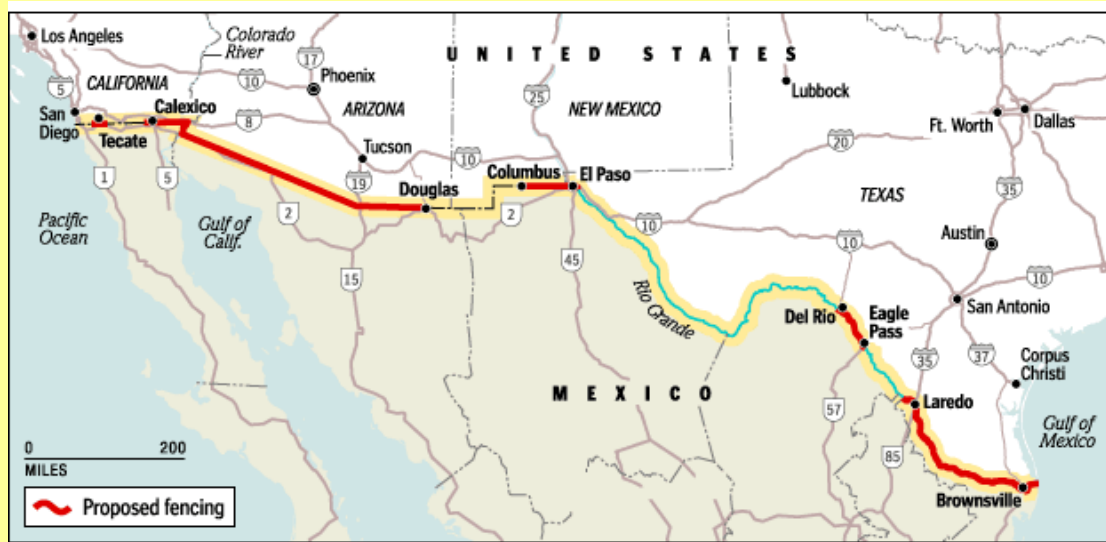 Los Angeles
Colorado
River
17
UNITED STATES
5
CALIFORNIA
10
Phoenix
25
Lubbock
San
Diego
Calexico
ARIZONA
NEW MEXICO
Ft. Worth
Dallas
Tecate
8
Tucson
10
20
1
5
19
Columbus
El Paso
35
Douglas
TEXAS
2
2
Pacific
Ocean
Gulf of
Calif.
10
10
Austin
15
45
10
Rio Grande
Del Rio
Eagle
Pass
San Antonio
35
37
Corpus
Christi
MEXICO
57
Laredo
Gulf of
Mexico
0 200
MILES
85
Brownsville
Proposed fencing